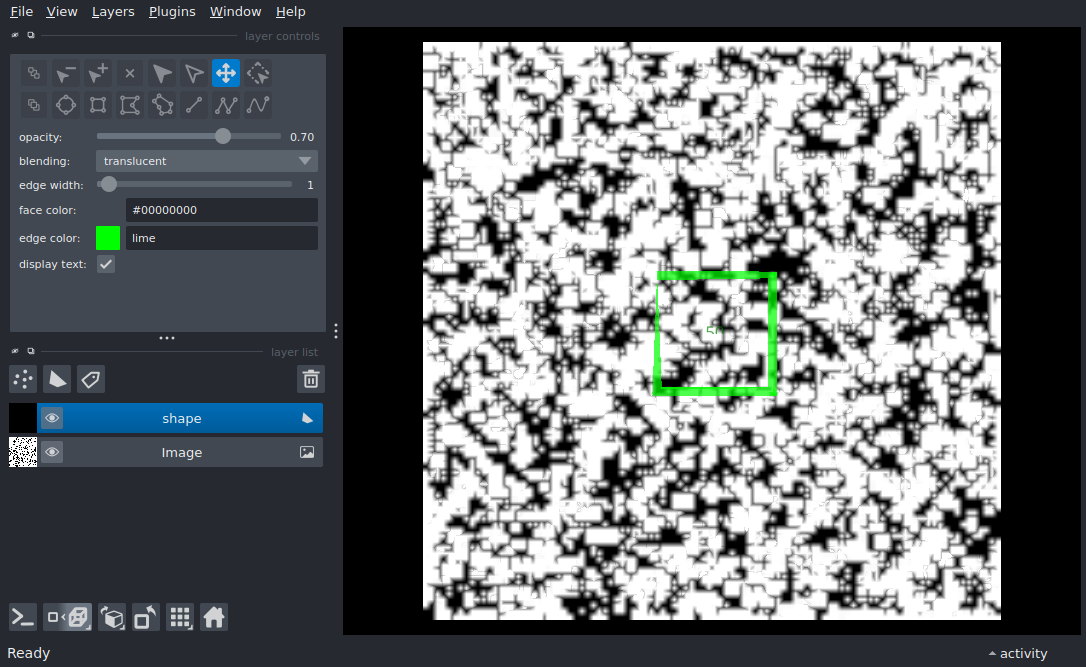 File View Layers Plugins Window Help
layer controls
opacity: 0.70
blending: translucent
edge width: 1
face color: #00000000
edge color: lime
display text:
layer list
shape
Image
Ready
activity